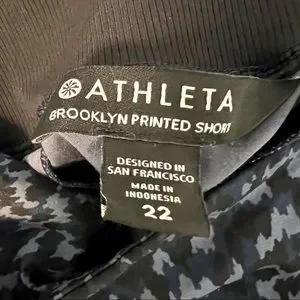 ATHLETA
BROOKLYN PRINTED SHORT
DESIGNED IN
SAN FRANCISCO
MADE IN
INDONESIA
22